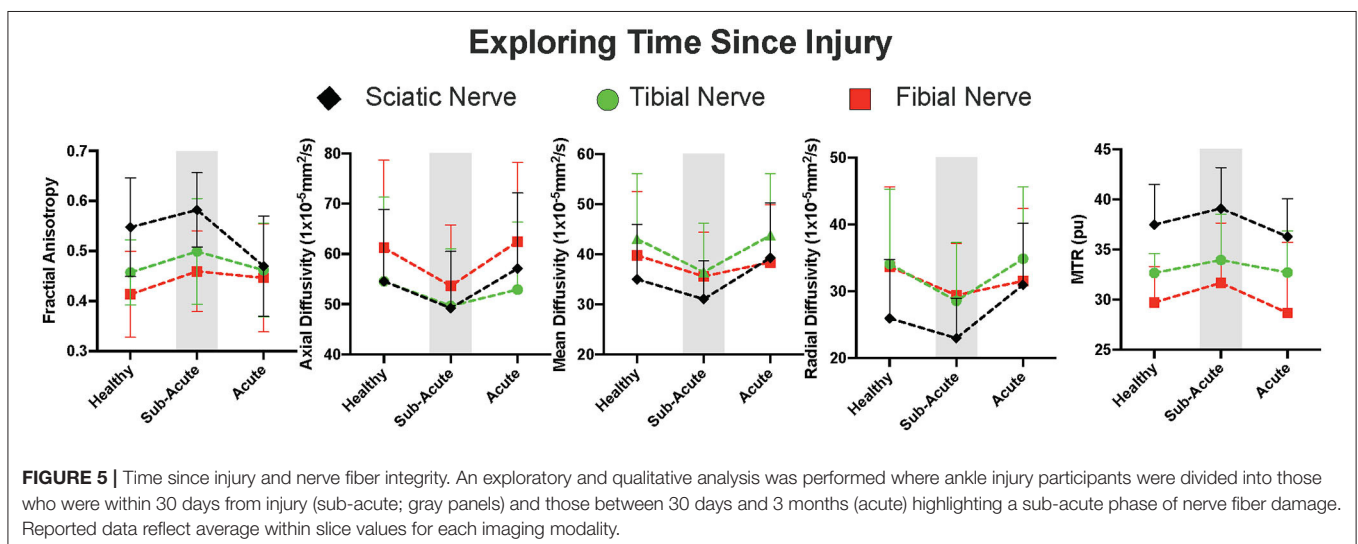 Exploring Time Since Injury
Sciatic Nerve
Tibial Nerve
Fibial Nerve
Fractional Anisotropy
0.7
0.6
0.5
0.4
0.3
Healthy
Sub-Acute
Acute
Axial Diffusivity (1x10-5mm2/s)
80
70
60
50
40
Healthy
Sub-Acute
Acute
Mean Diffusivity (1x10-5mm2/s)
60
50
40
30
20
Healthy
Sub-Acute
Acute
Radial Diffusivity (1x10-5mm2/s)
50
40
30
20
Healthy
Sub-Acute
Acute
MTR (pu)
45
40
35
30
25
Healthy
Sub-Acute
Acute
FIGURE 5 | Time since injury and nerve fiber integrity. An exploratory and qualitative analysis was performed where ankle injury participants were divided into those
who were within 30 days from injury (sub-acute; gray panels) and those between 30 days and 3 months (acute) highlighting a sub-acute phase of nerve fiber damage.
Reported data reflect average within slice values for each imaging modality.